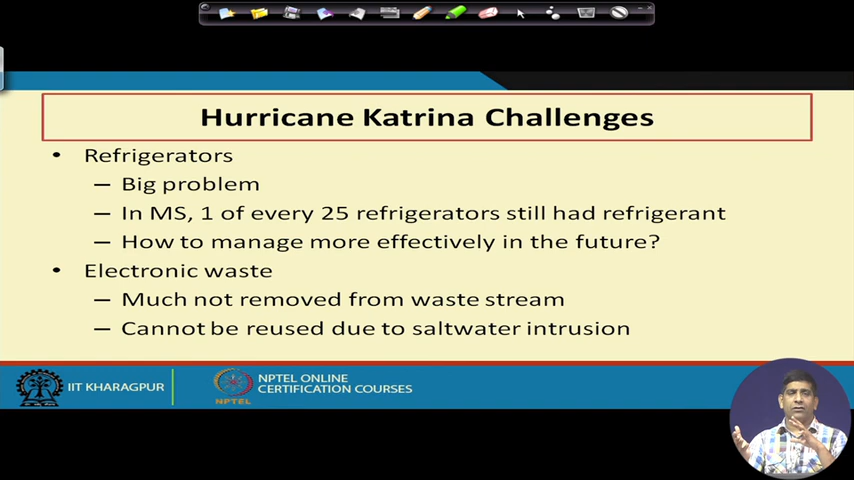 Hurricane Katrina Challenges
• Refrigerators
– Big problem
– In MS, 1 of every 25 refrigerators still had refrigerant
– How to manage more effectively in the future?
• Electronic waste
– Much not removed from waste stream
– Cannot be reused due to saltwater intrusion
IIT KHARAGPUR
NPTEL
NPTEL ONLINE
CERTIFICATION COURSES